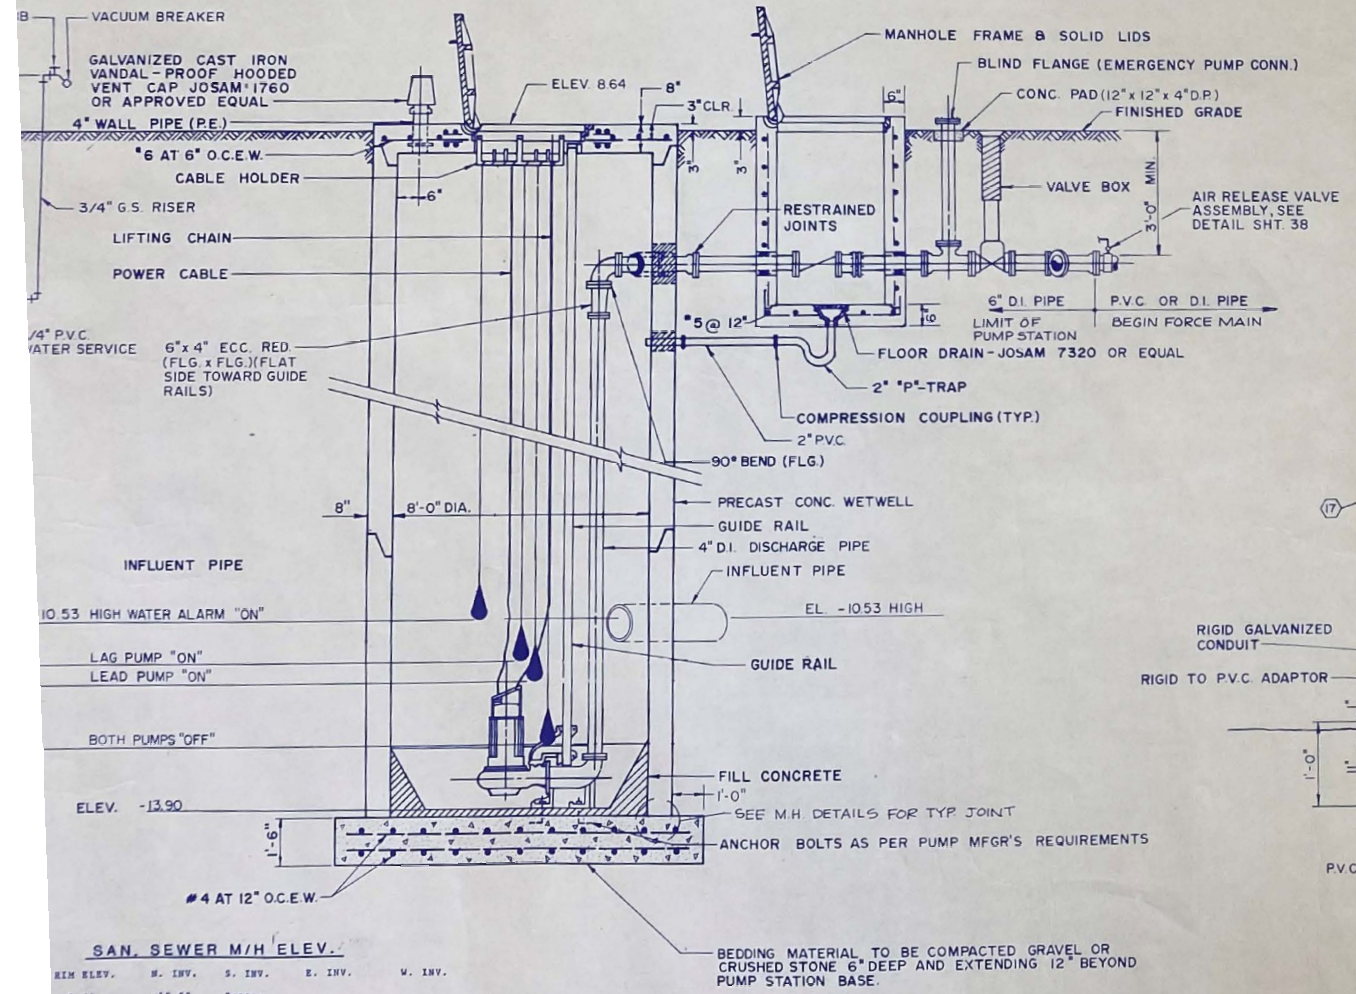 VACUUM BREAKER
GALVANIZED CAST IRON
VANDAL-PROOF HOODED
VENT CAP JOSAM #1760
OR APPROVED EQUAL
4" WALL PIPE (P.E.)
#6 AT 6" O.C.E.W.
CABLE HOLDER
6"
3/4" G.S. RISER
LIFTING CHAIN
POWER CABLE
/4" P.V.C.
WATER SERVICE
6"x 4" ECC. RED.
(FLG. x FLG.)(FLAT
SIDE TOWARD GUIDE
RAILS)
ELEV. 8.64
8"
3" CLR.
3"
3"
6"
MANHOLE FRAME & SOLID LIDS
BLIND FLANGE (EMERGENCY PUMP CONN.)
CONC. PAD (12" x 12" x 4" D.P.)
FINISHED GRADE
VALVE BOX
3'-0" MIN.
AIR RELEASE VALVE
ASSEMBLY, SEE
DETAIL SHT. 38
RESTRAINED
JOINTS
6" D.I. PIPE
LIMIT OF
PUMP STATION
P.V.C. OR D.I. PIPE
BEGIN FORCE MAIN
#5 @ 12"
6"
FLOOR DRAIN-JOSAM 7320 OR EQUAL
2" "P"-TRAP
COMPRESSION COUPLING (TYP.)
2" P.V.C.
90° BEND (FLG.)
8"
8'-0" DIA.
PRECAST CONC. WETWELL
GUIDE RAIL
4" D.I. DISCHARGE PIPE
INFLUENT PIPE
17
INFLUENT PIPE
10.53 HIGH WATER ALARM "ON"
EL. -10.53 HIGH
LAG PUMP "ON"
LEAD PUMP "ON"
GUIDE RAIL
RIGID GALVANIZED
CONDUIT
RIGID TO P.V.C. ADAPTOR
BOTH PUMPS "OFF"
FILL CONCRETE
1'-0"
1'-0"
ELEV. -13.90
SEE M.H. DETAILS FOR TYP. JOINT
1'-6"
ANCHOR BOLTS AS PER PUMP MFGR'S REQUIREMENTS
#4 AT 12" O.C.E.W.
P.V.C
SAN. SEWER M/H ELEV.
RIM ELEV. N. INV. S. INV. E. INV. W. INV.
BEDDING MATERIAL TO BE COMPACTED GRAVEL OR
CRUSHED STONE 6" DEEP AND EXTENDING 12" BEYOND
PUMP STATION BASE.